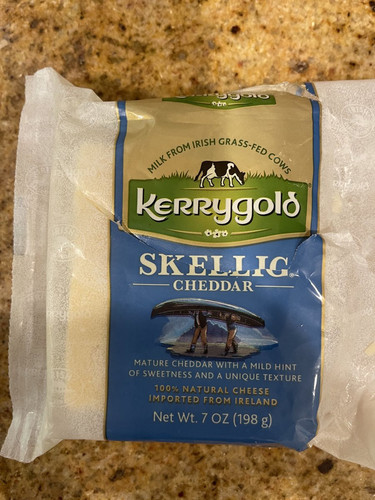 Kerrygold
MILK FROM IRISH GRASS-FED COWS
Kerrygold
SKELLIG®
CHEDDAR
MATURE CHEDDAR WITH A MILD HINT
OF SWEETNESS AND A UNIQUE TEXTURE
100% NATURAL CHEESE
IMPORTED FROM IRELAND
Net Wt. 7 OZ (198 g)